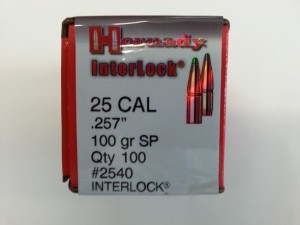 Hornady
InterLock®
25 CAL
.257"
100 gr SP
Qty 100
#2540
INTERLOCK®